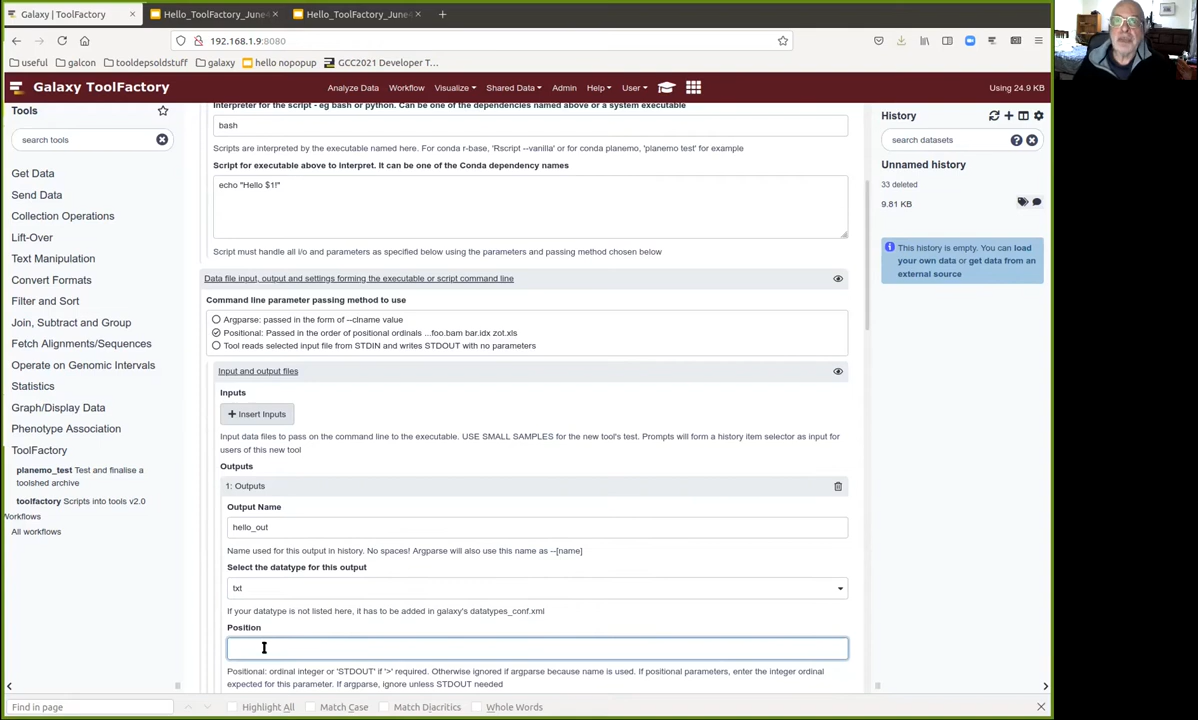 Galaxy | ToolFactory
Hello_ToolFactory_June
Hello_ToolFactory_June
192.168.1.9:8080
useful
galcon
tooldepsoldstuff
galaxy
hello nopopup
GCC2021 Developer T…
Galaxy ToolFactory
Analyze Data
Workflow
Visualize
Shared Data
Admin
Help
User
Using 24.9 KB
Tools
search tools
Get Data
Send Data
Collection Operations
Lift-Over
Text Manipulation
Convert Formats
Filter and Sort
Join, Subtract and Group
Fetch Alignments/Sequences
Operate on Genomic Intervals
Statistics
Graph/Display Data
Phenotype Association
ToolFactory
planemo_test Test and finalise a
toolshed archive
toolfactory Scripts into tools v2.0
Workflows
All workflows
Interpreter for the script - eg bash or python. Can be one of the dependencies named above or a system executable
bash
Scripts are interpreted by the executable named here. For conda r-base, 'Rscript --vanilla' or for conda planemo, 'planemo test' for example
Script for executable above to Interpret. It can be one of the Conda dependency names
echo "Hello $1!"
Script must handle all i/o and parameters as specified below using the parameters and passing method chosen below
Data file input, output and settings forming the executable or script command line
Command line parameter passing method to use
Argparse: passed in the form of --clname value
Positional: Passed in the order of positional ordinals ...foo.bam bar.idx zot.xls
Tool reads selected input file from STDIN and writes STDOUT with no parameters
Input and output files
Inputs
+ Insert Inputs
Input data files to pass on the command line to the executable. USE SMALL SAMPLES for the new tool's test. Prompts will form a history item selector as input for
users of this new tool
Outputs
1: Outputs
Output Name
hello_out
Name used for this output in history. No spaces! Argparse will also use this name as --[name]
Select the datatype for this output
txt
If your datatype is not listed here, it has to be added in galaxy's datatypes_conf.xml
Position
Positional: ordinal integer or 'STDOUT' if '>' required. Otherwise ignored if argparse because name is used. If positional parameters, enter the integer ordinal
expected for this parameter. If argparse, ignore unless STDOUT needed
History
search datasets
Unnamed history
33 deleted
9.81 KB
This history is empty. You can load
your own data or get data from an
external source
Find in page
Highlight All
Match Case
Match Diacritics
Whole Words